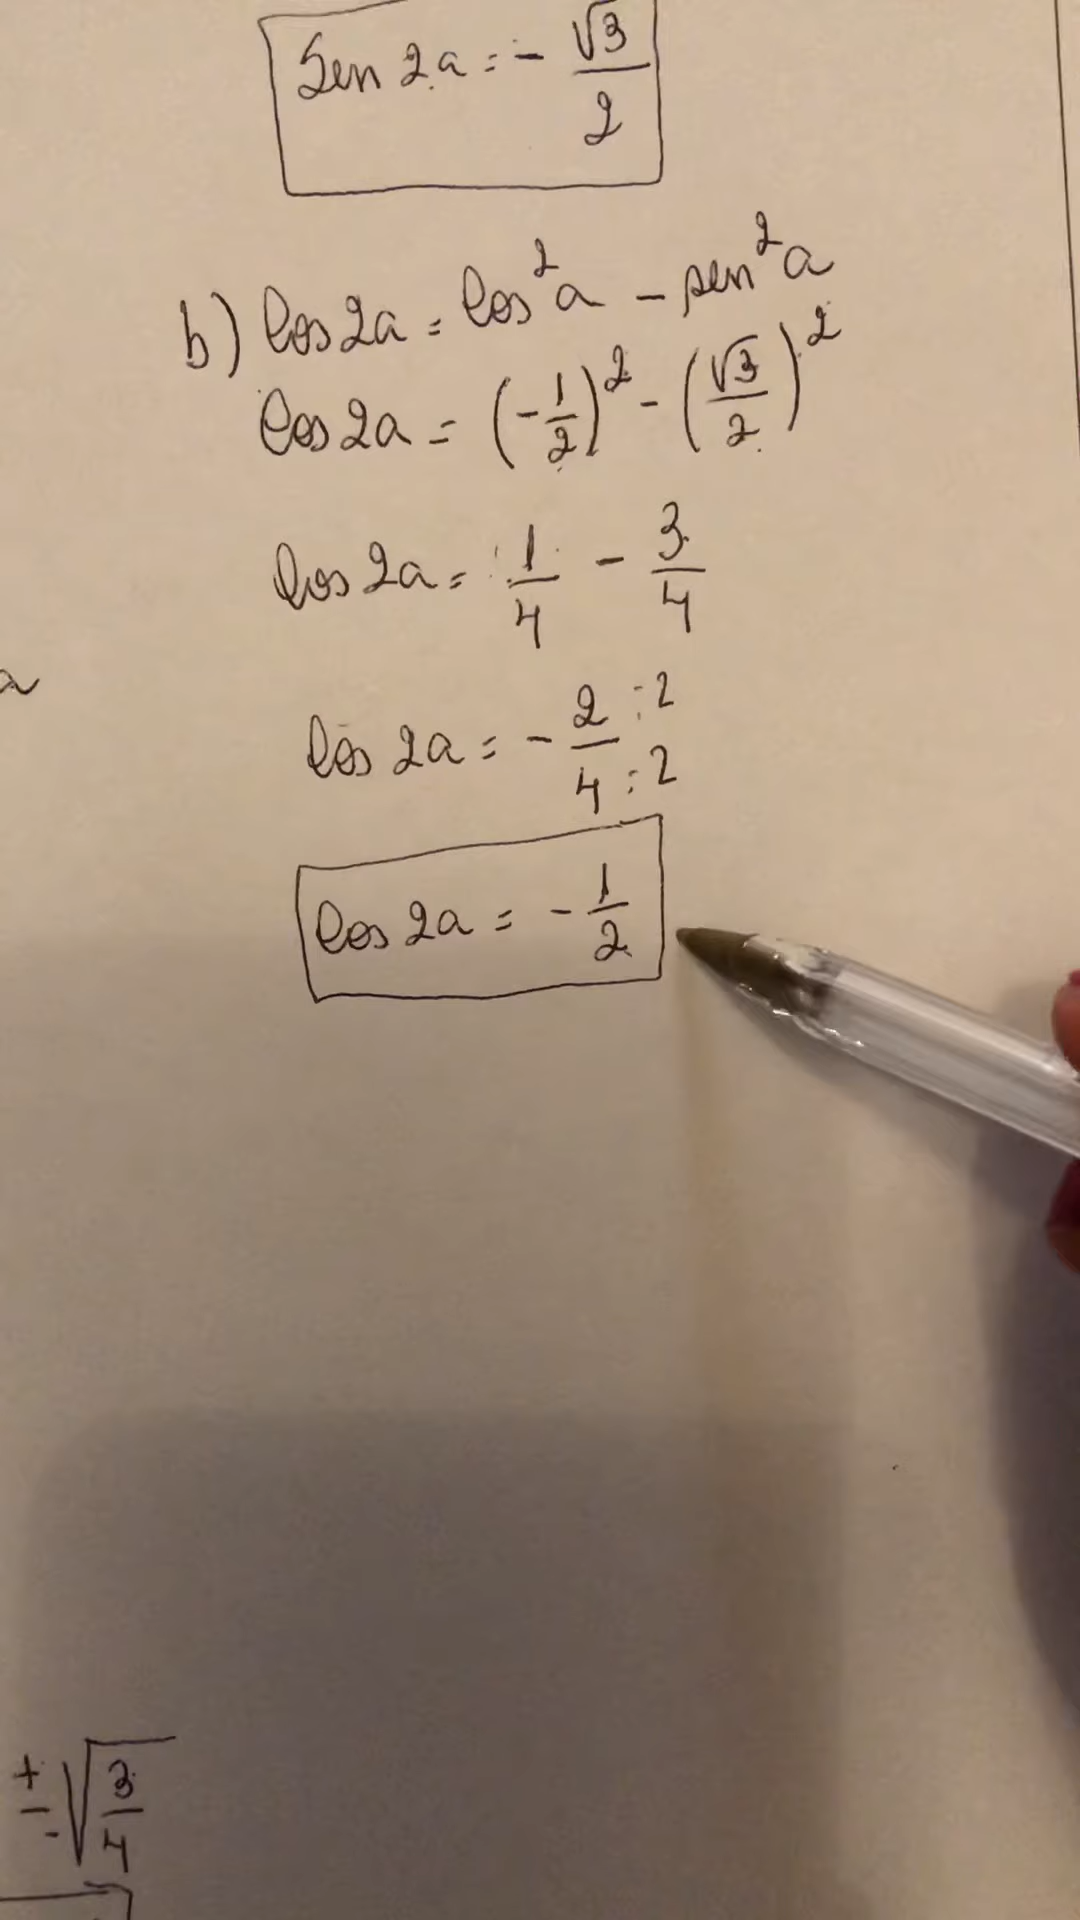 Sen 2a = - √3/2
b) Cos 2a = Cos²a - sen²a
Cos 2a = (-1/2)² - (√3/2)²
Cos 2a = 1/4 - 3/4
a
Cos 2a = - 2/4 :2 :2
Cos 2a = - 1/2
± √3/4